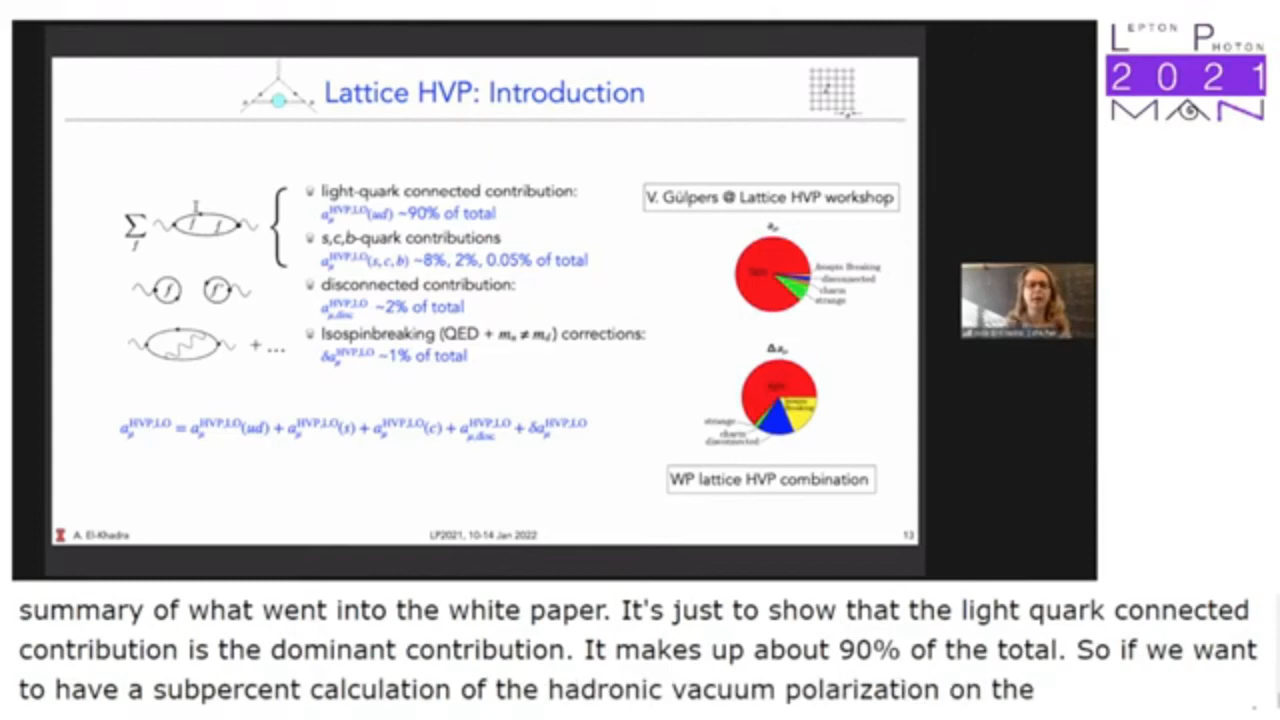 LEPTON PHOTON
2021
MAN
Lattice HVP: Introduction
light-quark connected contribution:
a_μ^HVP,LO(ud) ~90% of total
s,c,b-quark contributions
a_μ^HVP,LO(s, c, b) ~8%, 2%, 0.05% of total
disconnected contribution:
a_μ,disc^HVP,LO ~2% of total
Isospinbreaking (QED + m_u ≠ m_d) corrections:
δa_μ^HVP,LO ~1% of total
Σ_f
f f
+ ...
a_μ^HVP,LO = a_μ^HVP,LO(ud) + a_μ^HVP,LO(s) + a_μ^HVP,LO(c) + a_μ,disc^HVP,LO + δa_μ^HVP,LO
V. Gülpers @ Lattice HVP workshop
a_μ
Isospin Breaking
disconnected
charm
strange
Δa_μ
Isospin
Breaking
strange
charm
disconnected
WP lattice HVP combination
A. El-Khadra
LP2021, 10-14 Jan 2022
13
summary of what went into the white paper. It's just to show that the light quark connected
contribution is the dominant contribution. It makes up about 90% of the total. So if we want
to have a subpercent calculation of the hadronic vacuum polarization on the